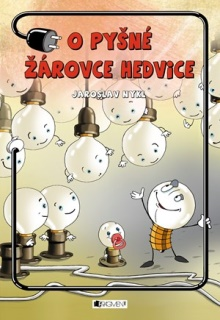 O PYŠNÉ
ŽÁROVCE HEDVICE
JAROSLAV NYKL
FRAGMENT